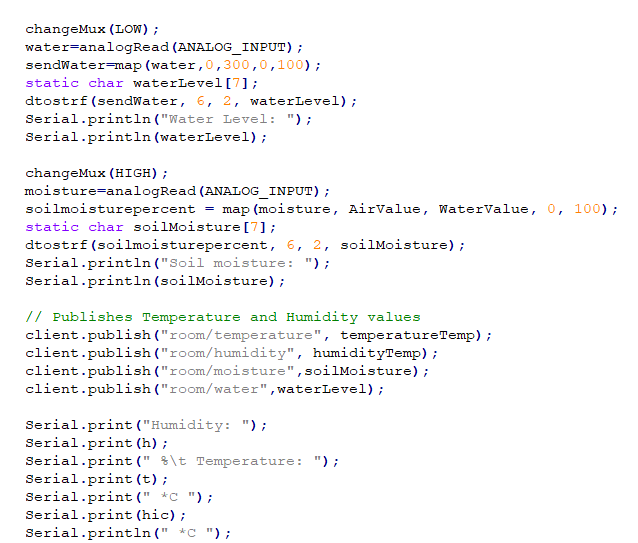 changeMux(LOW);
water=analogRead(ANALOG_INPUT);
sendWater=map(water,0,300,0,100);
static char waterLevel[7];
dtostrf(sendWater, 6, 2, waterLevel);
Serial.println("Water Level: ");
Serial.println(waterLevel);
changeMux(HIGH);
moisture=analogRead(ANALOG_INPUT);
soilmoisturepercent = map(moisture, AirValue, WaterValue, 0, 100);
static char soilMoisture[7];
dtostrf(soilmoisturepercent, 6, 2, soilMoisture);
Serial.println("Soil moisture: ");
Serial.println(soilMoisture);
// Publishes Temperature and Humidity values
client.publish("room/temperature", temperatureTemp);
client.publish("room/humidity", humidityTemp);
client.publish("room/moisture",soilMoisture);
client.publish("room/water",waterLevel);
Serial.print("Humidity: ");
Serial.print(h);
Serial.print(" %\t Temperature: ");
Serial.print(t);
Serial.print(" *C ");
Serial.print(hic);
Serial.println(" *C ");